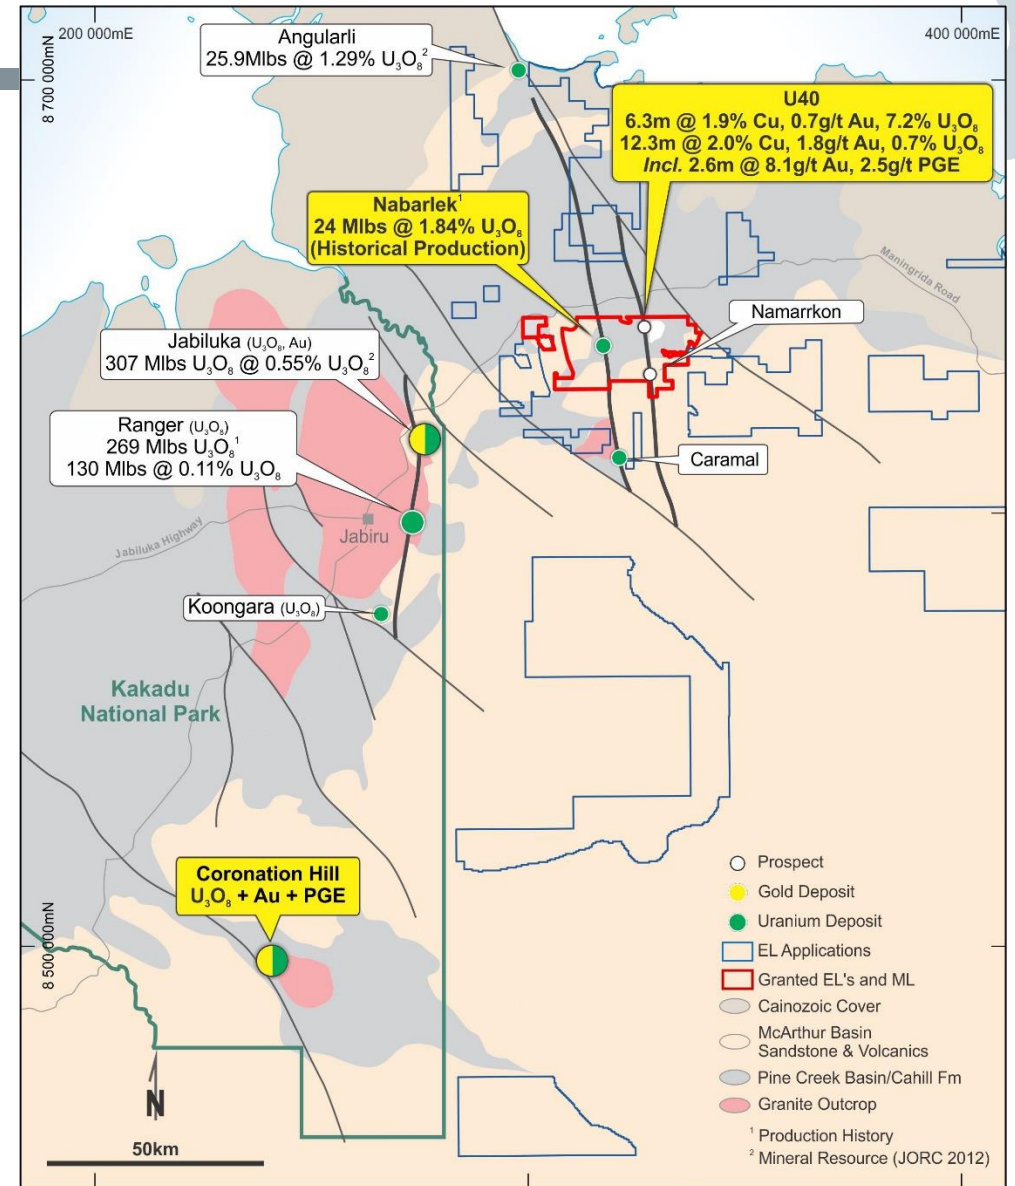 200 000mE
400 000mE
8 700 000mN
Angularli
25.9Mlbs @ 1.29% U₃O₈²
U40
6.3m @ 1.9% Cu, 0.7g/t Au, 7.2% U₃O₈
12.3m @ 2.0% Cu, 1.8g/t Au, 0.7% U₃O₈
Incl. 2.6m @ 8.1g/t Au, 2.5g/t PGE
Nabarlek¹
24 Mlbs @ 1.84% U₃O₈
(Historical Production)
Maningrida Road
Namarrkon
Jabiluka (U₃O₈, Au)
307 Mlbs U₃O₈ @ 0.55% U₃O₈²
Ranger (U₃O₈)
269 Mlbs U₃O₈¹
130 Mlbs @ 0.11% U₃O₈
Caramal
Jabiru
Jabiluka Highway
Koongara (U₃O₈)
Kakadu
National Park
Coronation Hill
U₃O₈ + Au + PGE
8 500 000mN
N
50km
Prospect
Gold Deposit
Uranium Deposit
EL Applications
Granted EL's and ML
Cainozoic Cover
McArthur Basin
Sandstone & Volcanics
Pine Creek Basin/Cahill Fm
Granite Outcrop
¹ Production History
² Mineral Resource (JORC 2012)